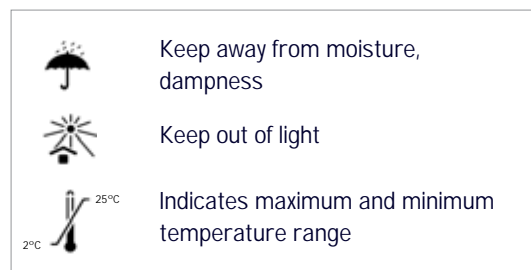 Keep away from moisture,
dampness
Keep out of light
25°C
Indicates maximum and minimum
temperature range
2°C